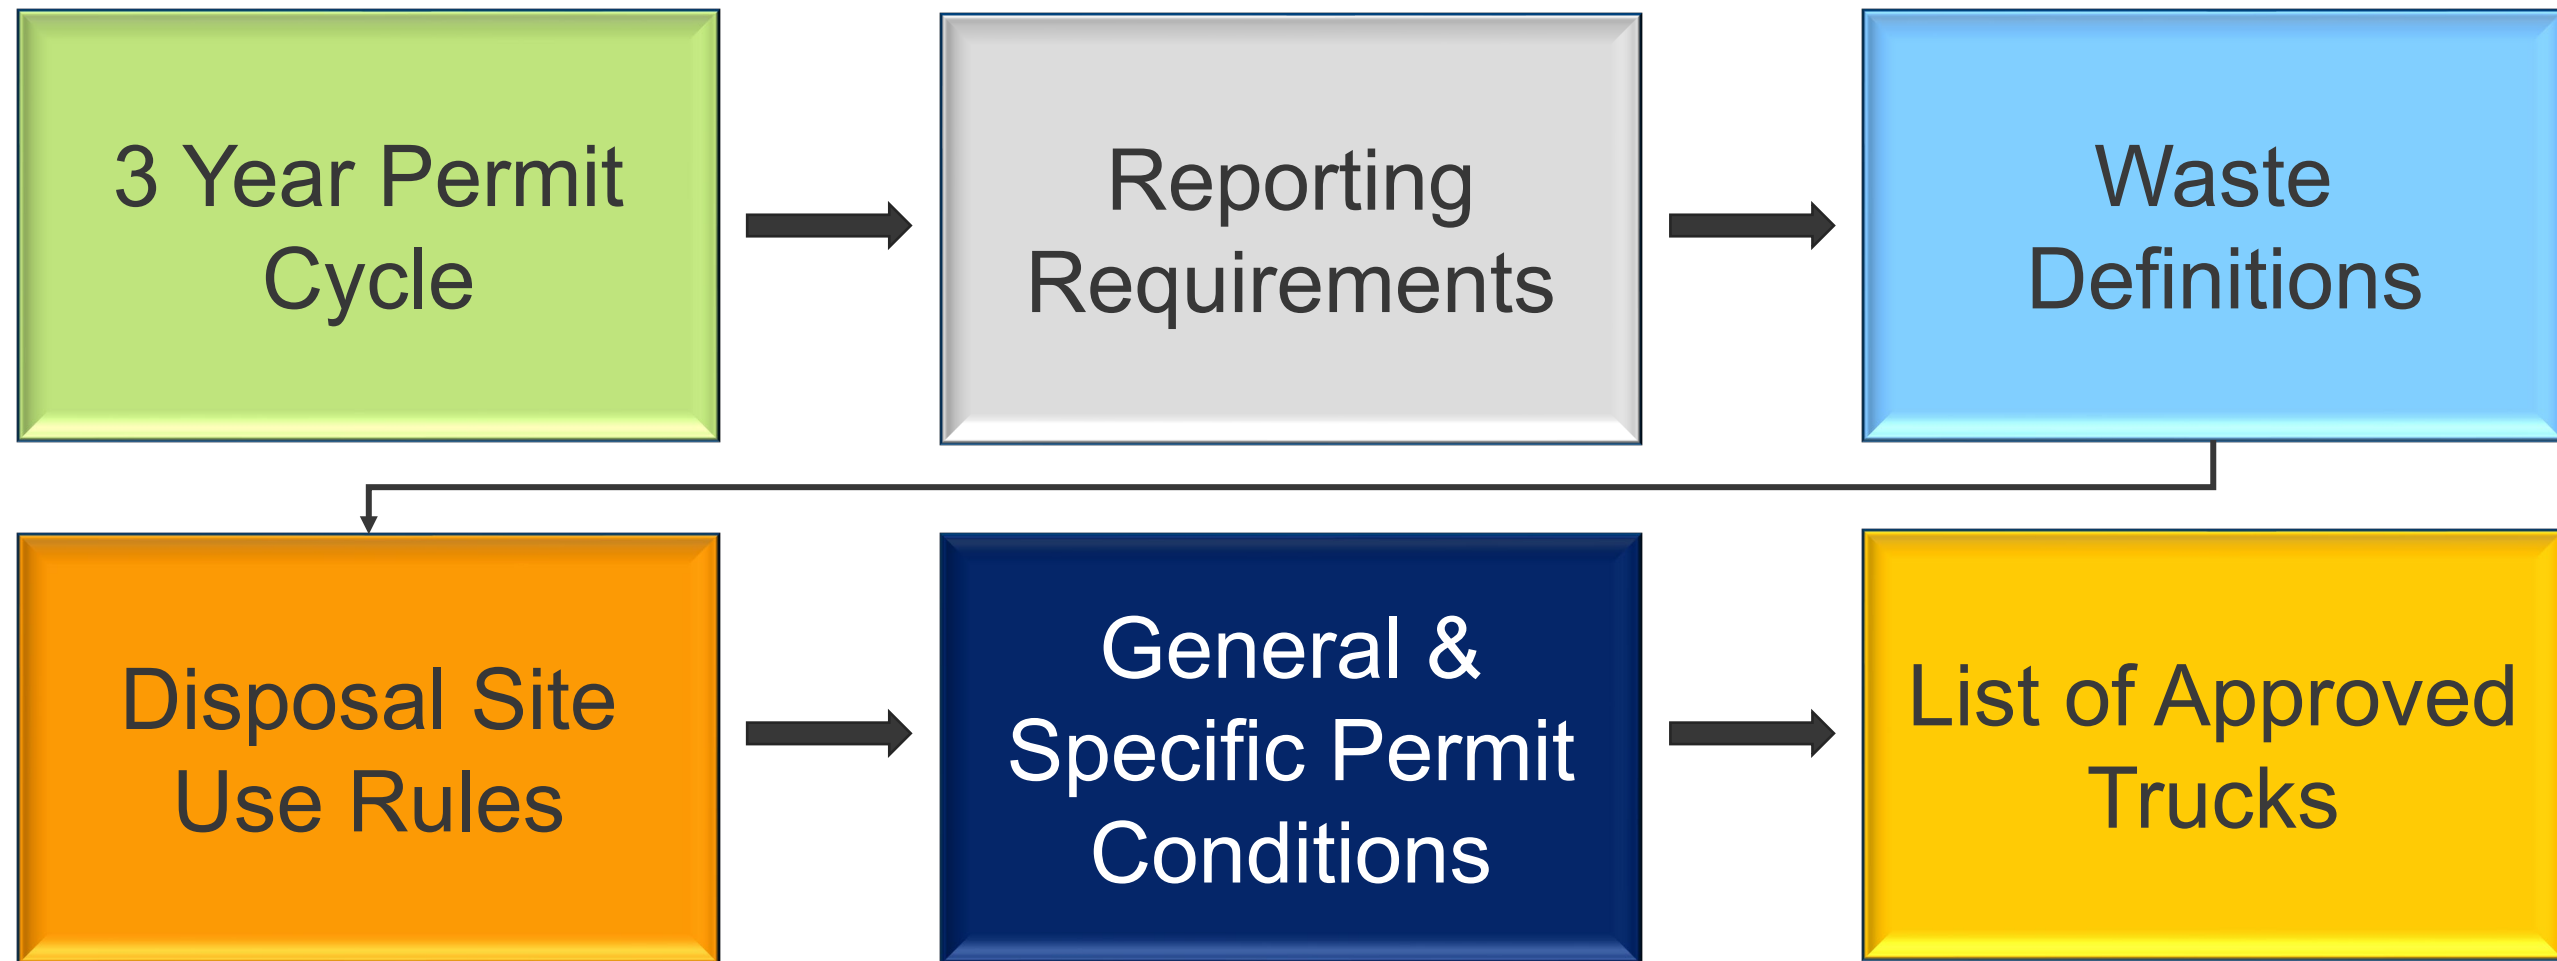 3 Year Permit
Cycle
Reporting
Requirements
Waste
Definitions
Disposal Site
Use Rules
General &
Specific Permit
Conditions
List of Approved
Trucks